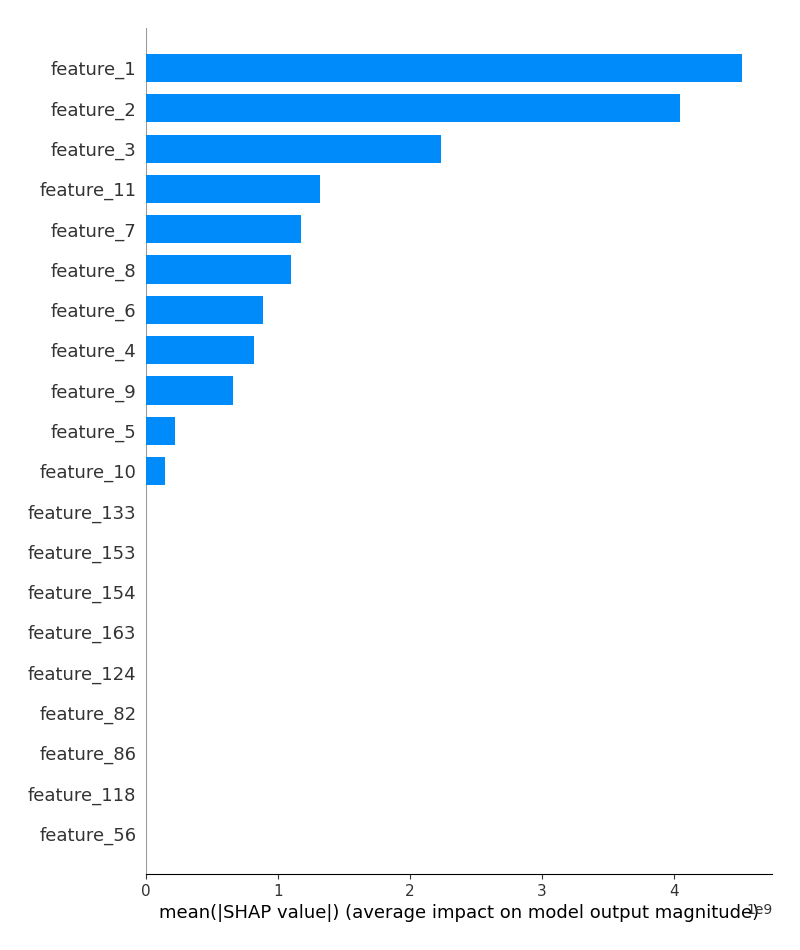 feature_1
feature_2
feature_3
feature_11
feature_7
feature_8
feature_6
feature_4
feature_9
feature_5
feature_10
feature_133
feature_153
feature_154
feature_163
feature_124
feature_82
feature_86
feature_118
feature_56
0 1 2 3 4
1e9
mean(|SHAP value|) (average impact on model output magnitude)